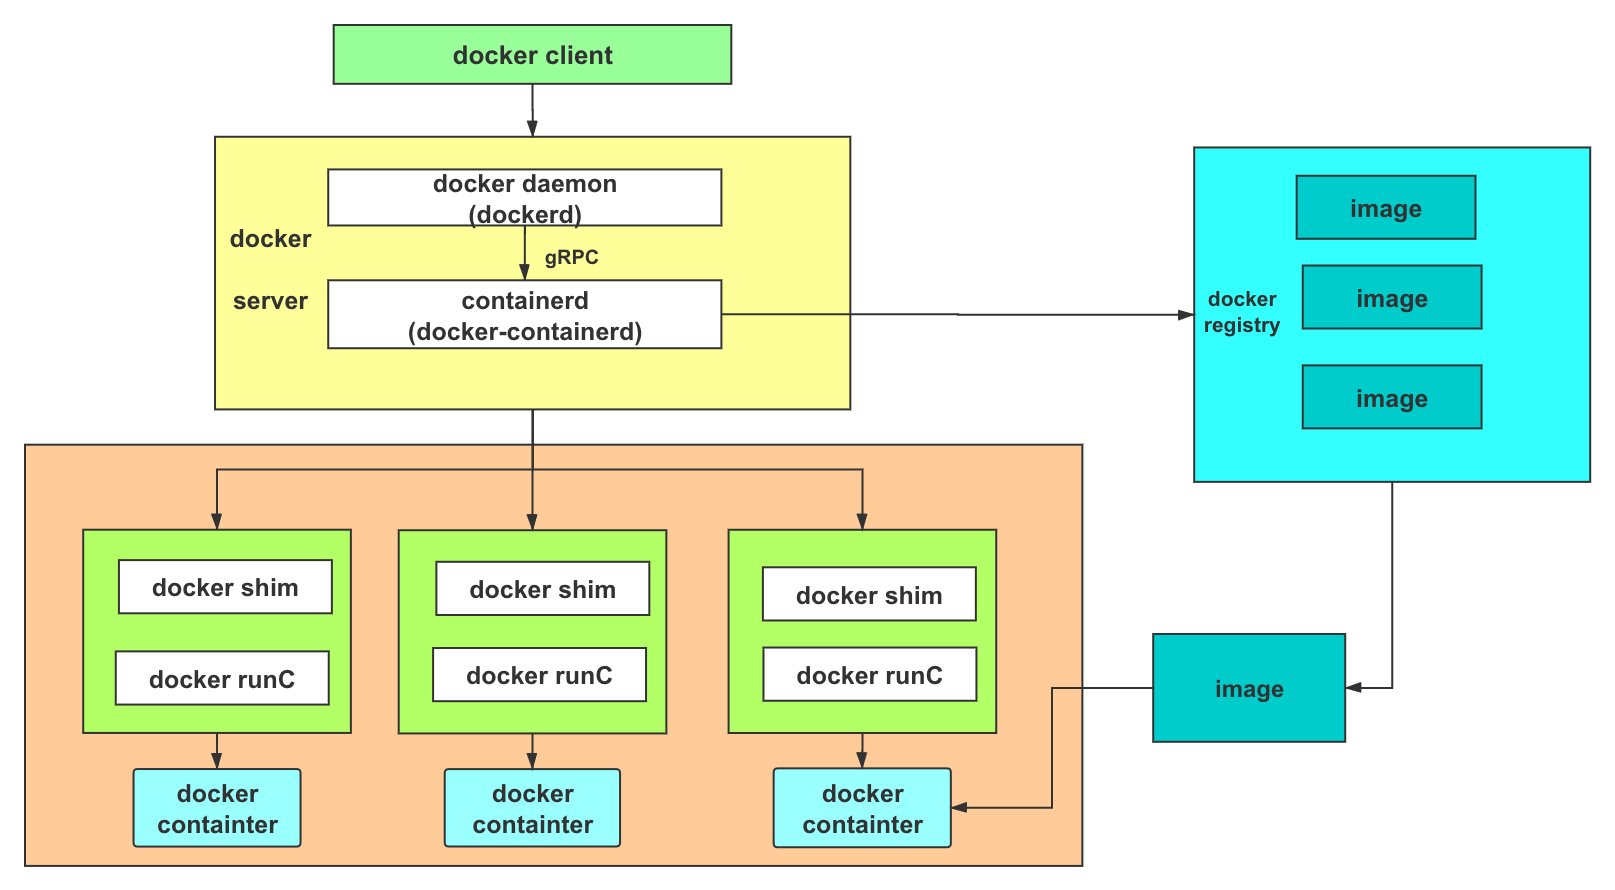 docker client
docker daemon
(dockerd)
docker
server
gRPC
containerd
(docker-containerd)
docker
registry
image
image
image
docker shim
docker runC
docker shim
docker runC
docker shim
docker runC
image
docker
containter
docker
containter
docker
containter